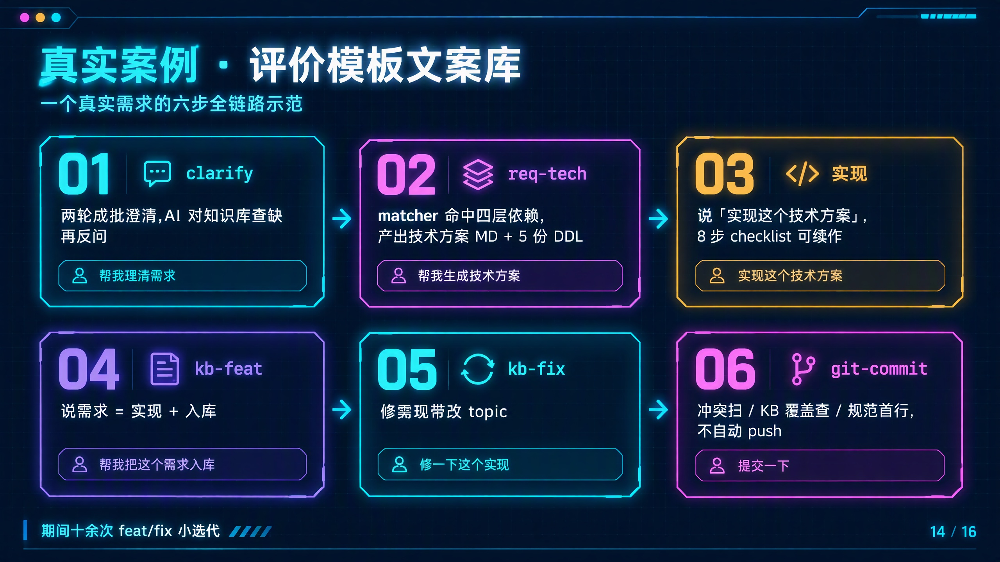 真实案例 · 评价模板文案库
一个真实需求的六步全链路示范
01 clarify
两轮成批澄清,AI 对知识库查缺
再反问
帮我理清需求
02 req-tech
matcher 命中四层依赖,
产出技术方案 MD + 5 份 DDL
帮我生成技术方案
03 实现
说「实现这个技术方案」,
8 步 checklist 可续作
实现这个技术方案
04 kb-feat
说需求 = 实现 + 入库
帮我把这个需求入库
05 kb-fix
修需现带改 topic
修一下这个实现
06 git-commit
冲突扫 / KB 覆盖查 / 规范首行,
不自动 push
提交一下
期间十余次 feat/fix 小选代
14 / 16